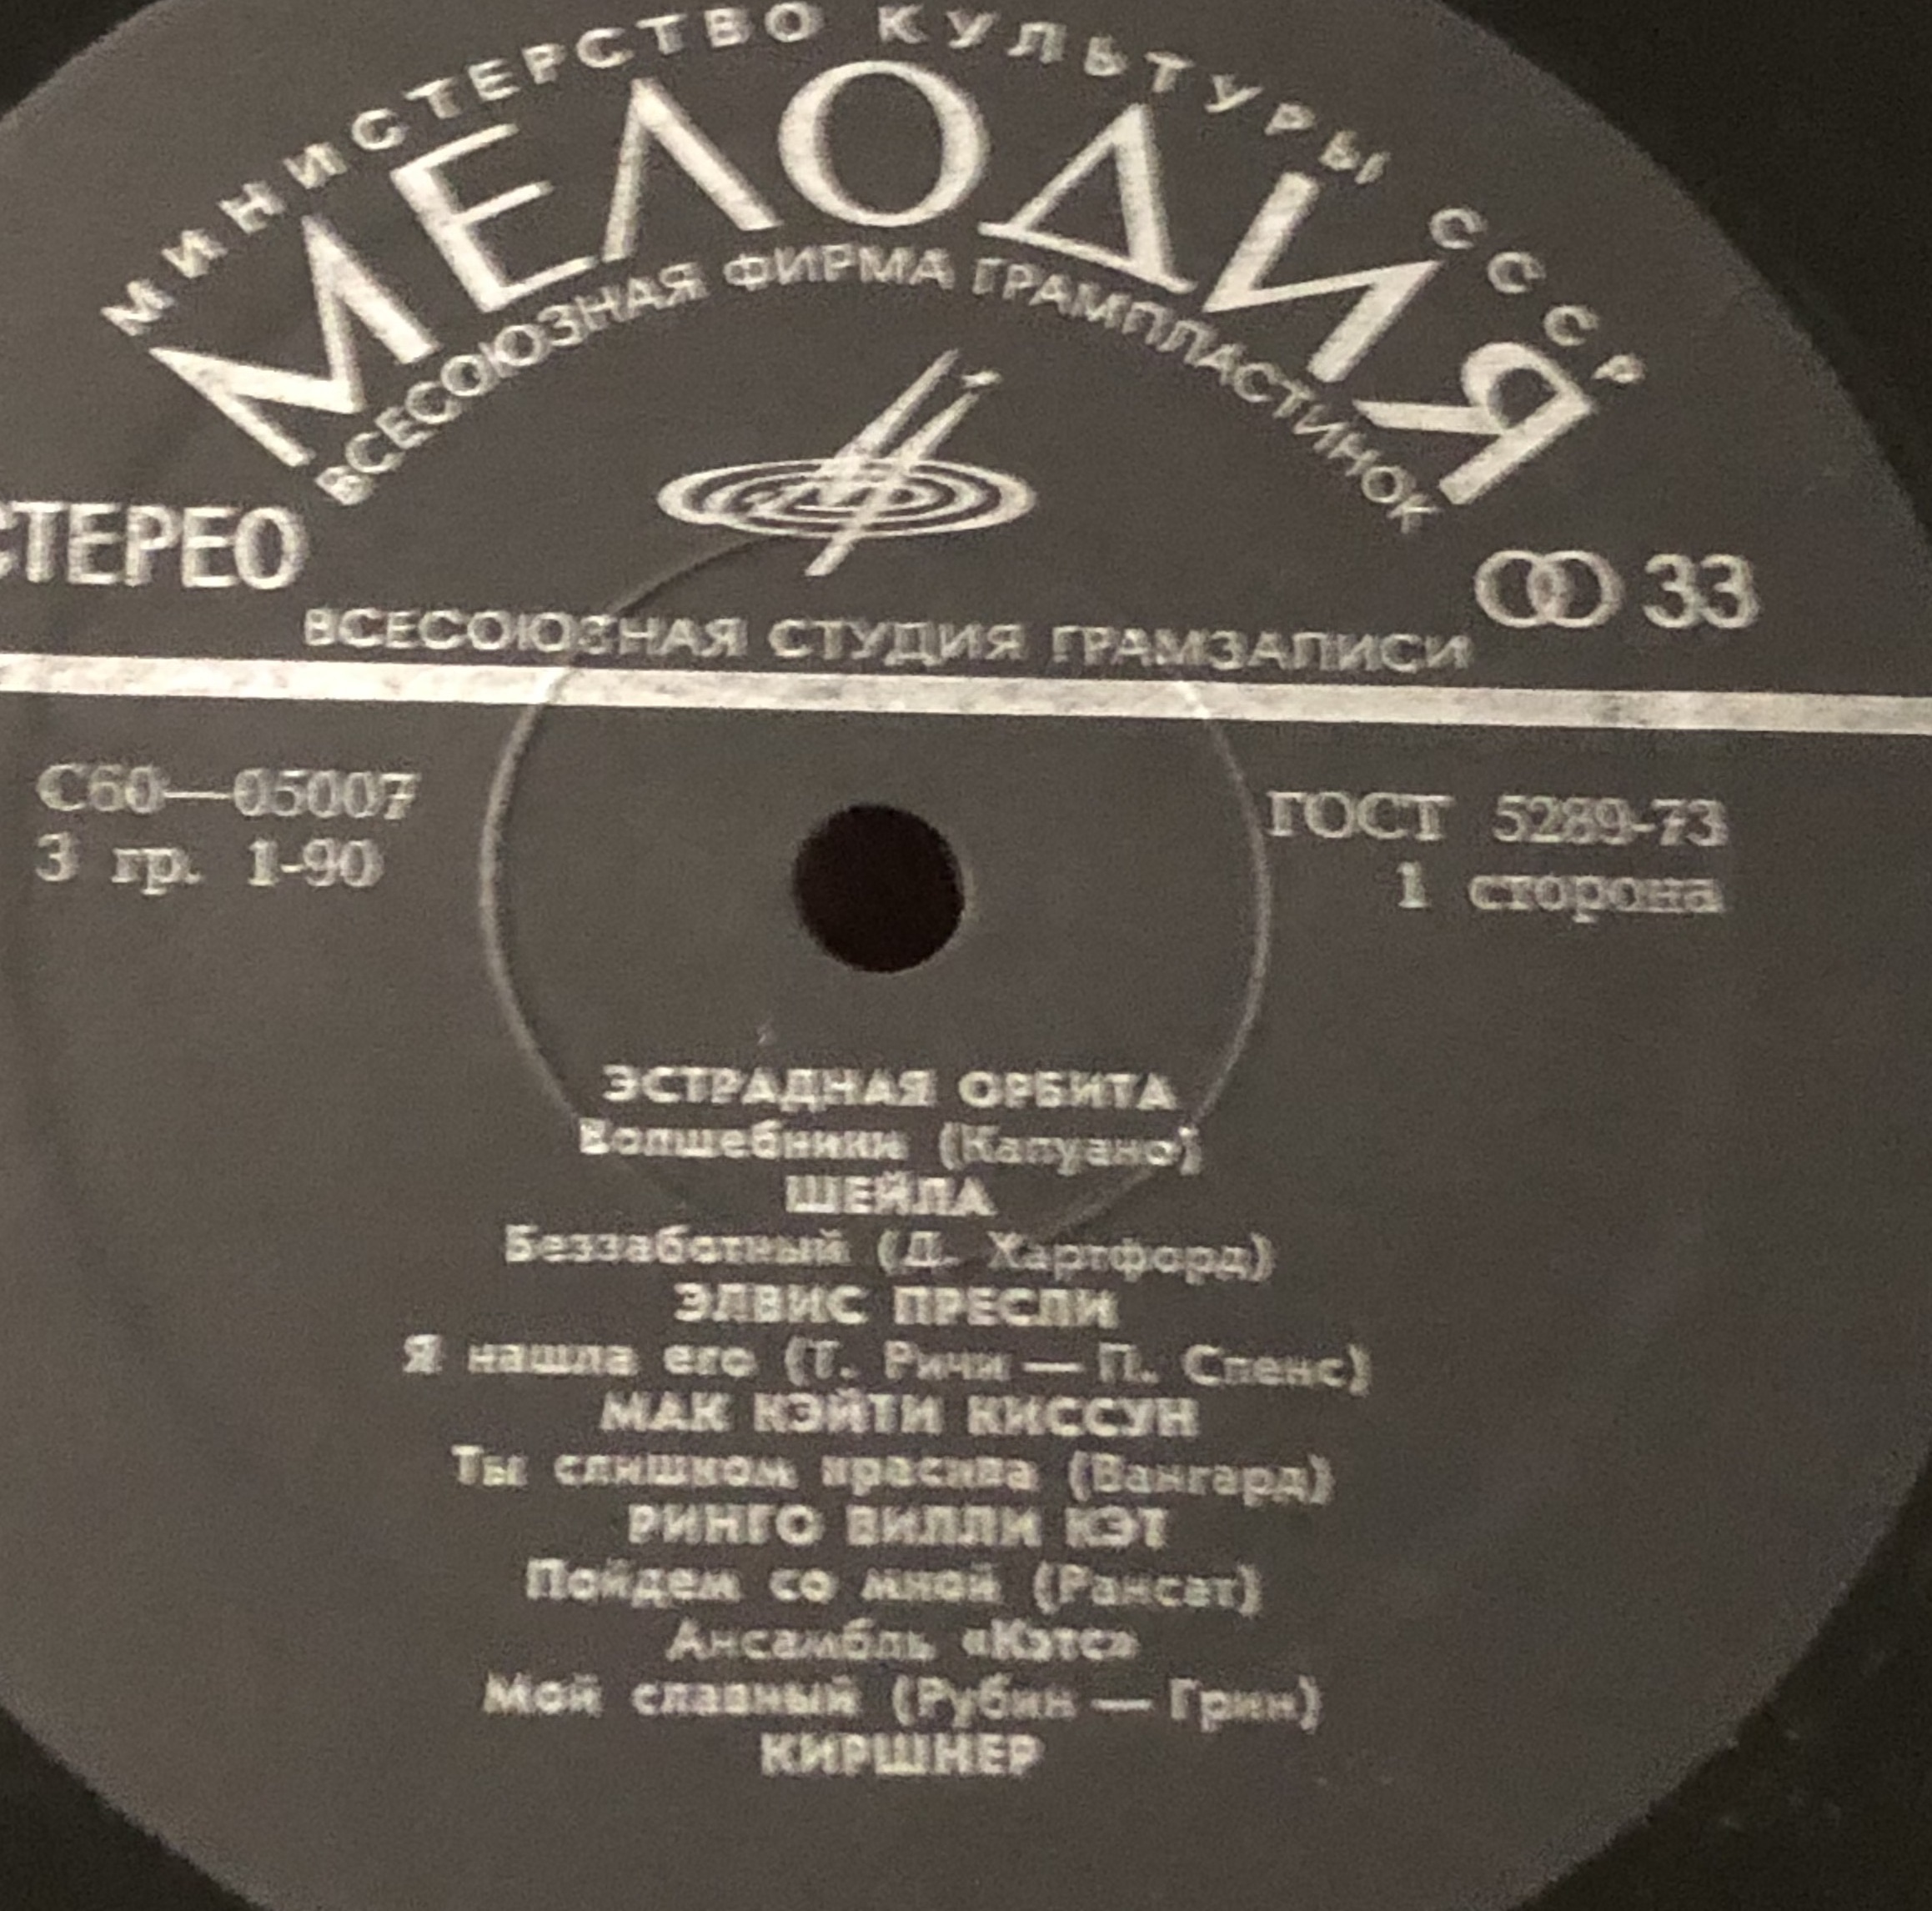 МИНИСТЕРСТВО КУЛЬТУРЫ СССР
МЕЛОДИЯ
ВСЕСОЮЗНАЯ ФИРМА ГРАМПЛАСТИНОК
СТЕРЕО
33
ВСЕСОЮЗНАЯ СТУДИЯ ГРАМЗАПИСИ
С60—05007
ГОСТ 5289-73
3 гр. 1-90
1 сторона
ЭСТРАДНАЯ ОРБИТА
Волшебники (Капуано)
ШЕЙЛА
Беззаботный (Д. Хартфорд)
ЭЛВИС ПРЕСЛИ
Я нашла его (Т. Ричи — П. Спенс)
МАК КЭЙТИ КИССУН
Ты слишком красива (Вангард)
РИНГО ВИЛЛИ КЭТ
Пойдем со мной (Рансат)
Ансамбль «Кэтс»
Мой славный (Рубин — Грин)
КИРШНЕР